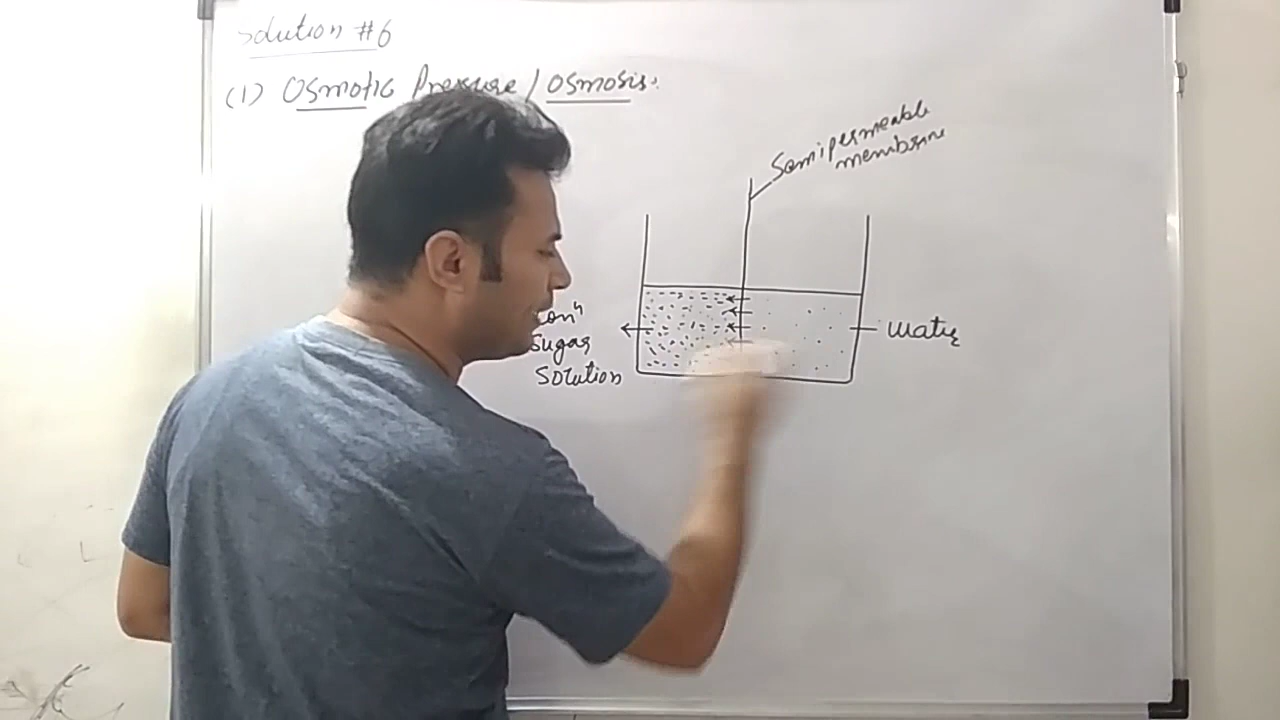 Solution #6
(1) Osmotic Pressure / Osmosis.
Semipermeable
membrane
Sugar
Solution
Water